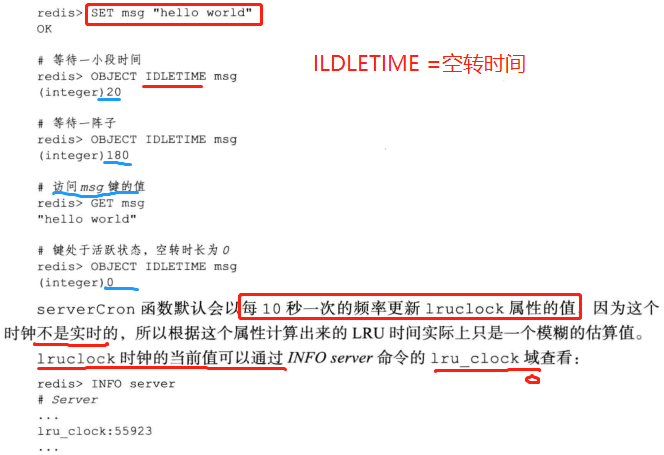 redis> SET msg "hello world"
OK
# 等待一小段时间
redis> OBJECT IDLETIME msg
(integer)20
ILDLETIME =空转时间
# 等待一阵子
redis> OBJECT IDLETIME msg
(integer)180
# 访问 msg 键的值
redis> GET msg
"hello world"
# 键处于活跃状态，空转时长为 0
redis> OBJECT IDLETIME msg
(integer)0
serverCron 函数默认会以每 10 秒一次的频率更新 lruclock 属性的值 因为这个
时钟不是实时的，所以根据这个属性计算出来的 LRU 时间实际上只是一个模糊的估算值。
lruclock 时钟的当前值可以通过 INFO server 命令的 lru_clock 域查看：
redis> INFO server
# Server
...
lru_clock:55923
...